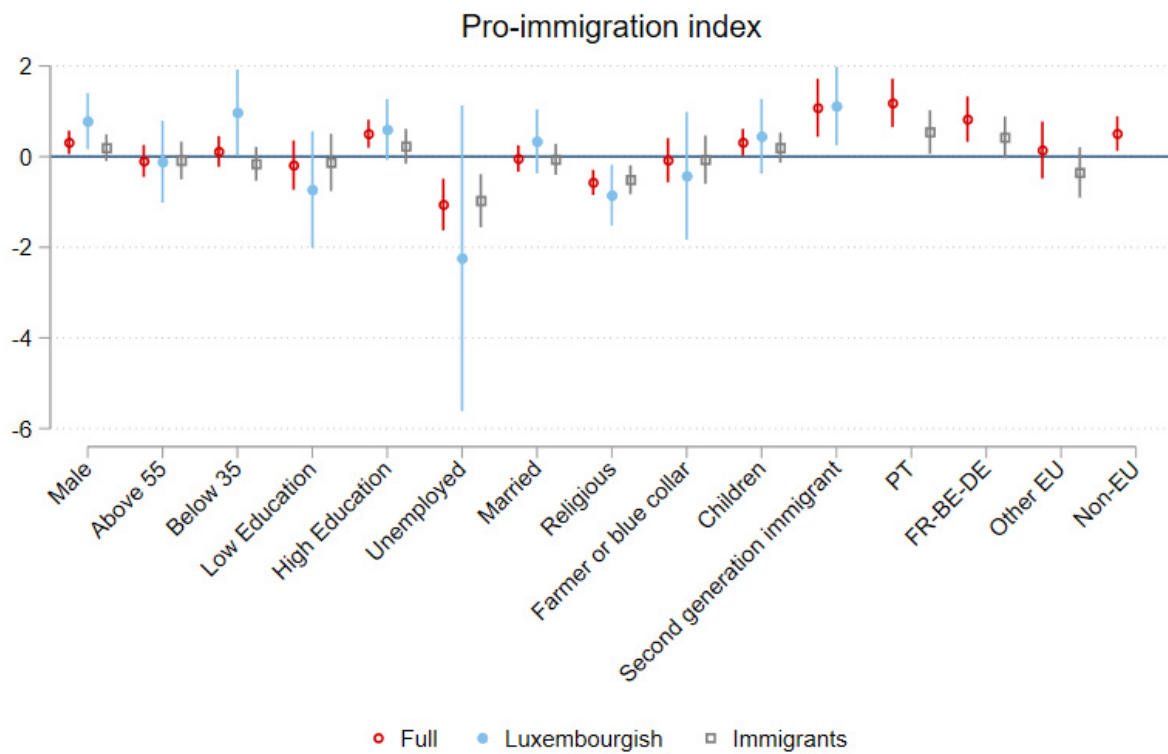 Pro-immigration index
2
0
-2
-4
-6
Male
Above 55
Below 35
Low Education
High Education
Unemployed
Married
Religious
Farmer or blue collar
Children
Second generation immigrant
PT
FR-BE-DE
Other EU
Non-EU
Full Luxembourgish Immigrants